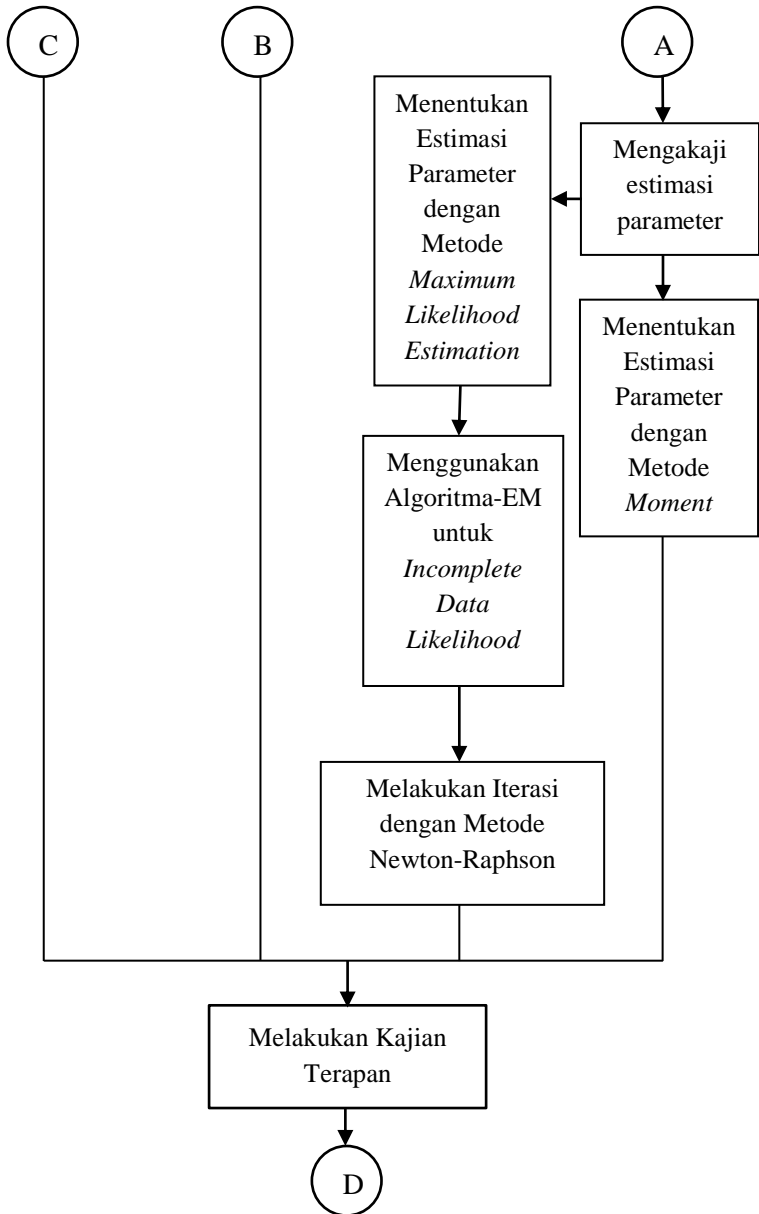 C
B
A
Menentukan
Estimasi
Parameter
dengan
Metode
Maximum
Likelihood
Estimation
Mengakaji
estimasi
parameter
Menentukan
Estimasi
Parameter
dengan
Metode
Moment
Menggunakan
Algoritma-EM
untuk
Incomplete
Data
Likelihood
Melakukan Iterasi
dengan Metode
Newton-Raphson
Melakukan Kajian
Terapan
D